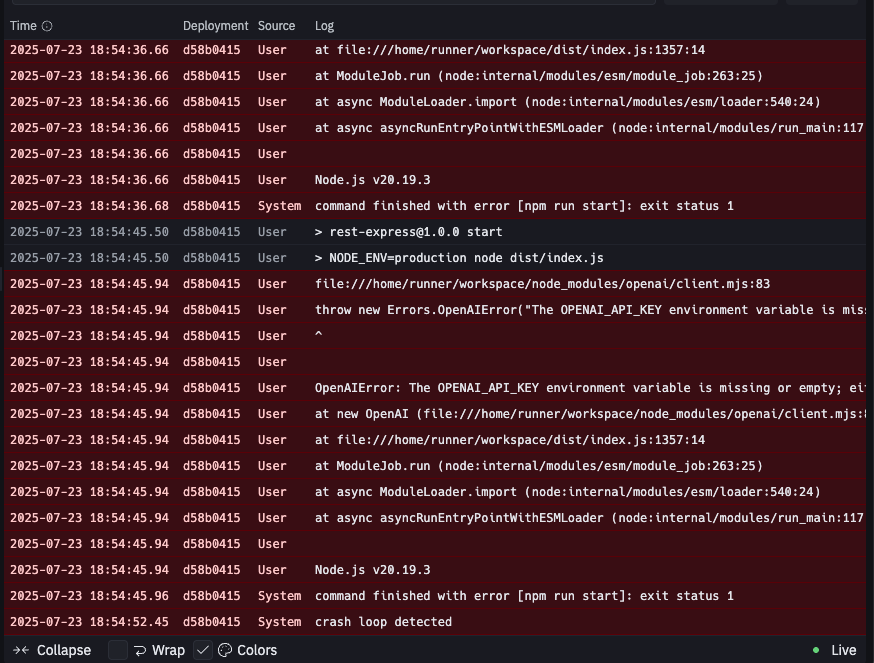 Time Deployment Source Log
2025-07-23 18:54:36.66 d58b0415 User at file:///home/runner/workspace/dist/index.js:1357:14
2025-07-23 18:54:36.66 d58b0415 User at ModuleJob.run (node:internal/modules/esm/module_job:263:25)
2025-07-23 18:54:36.66 d58b0415 User at async ModuleLoader.import (node:internal/modules/esm/loader:540:24)
2025-07-23 18:54:36.66 d58b0415 User at async asyncRunEntryPointWithESMLoader (node:internal/modules/run_main:117
2025-07-23 18:54:36.66 d58b0415 User
2025-07-23 18:54:36.66 d58b0415 User Node.js v20.19.3
2025-07-23 18:54:36.68 d58b0415 System command finished with error [npm run start]: exit status 1
2025-07-23 18:54:45.50 d58b0415 User > rest-express@1.0.0 start
2025-07-23 18:54:45.50 d58b0415 User > NODE_ENV=production node dist/index.js
2025-07-23 18:54:45.94 d58b0415 User file:///home/runner/workspace/node_modules/openai/client.mjs:83
2025-07-23 18:54:45.94 d58b0415 User throw new Errors.OpenAIError("The OPENAI_API_KEY environment variable is mis
2025-07-23 18:54:45.94 d58b0415 User ^
2025-07-23 18:54:45.94 d58b0415 User
2025-07-23 18:54:45.94 d58b0415 User OpenAIError: The OPENAI_API_KEY environment variable is missing or empty; ei
2025-07-23 18:54:45.94 d58b0415 User at new OpenAI (file:///home/runner/workspace/node_modules/openai/client.mjs:
2025-07-23 18:54:45.94 d58b0415 User at file:///home/runner/workspace/dist/index.js:1357:14
2025-07-23 18:54:45.94 d58b0415 User at ModuleJob.run (node:internal/modules/esm/module_job:263:25)
2025-07-23 18:54:45.94 d58b0415 User at async ModuleLoader.import (node:internal/modules/esm/loader:540:24)
2025-07-23 18:54:45.94 d58b0415 User at async asyncRunEntryPointWithESMLoader (node:internal/modules/run_main:117
2025-07-23 18:54:45.94 d58b0415 User
2025-07-23 18:54:45.94 d58b0415 User Node.js v20.19.3
2025-07-23 18:54:45.96 d58b0415 System command finished with error [npm run start]: exit status 1
2025-07-23 18:54:52.45 d58b0415 System crash loop detected
Collapse Wrap Colors Live